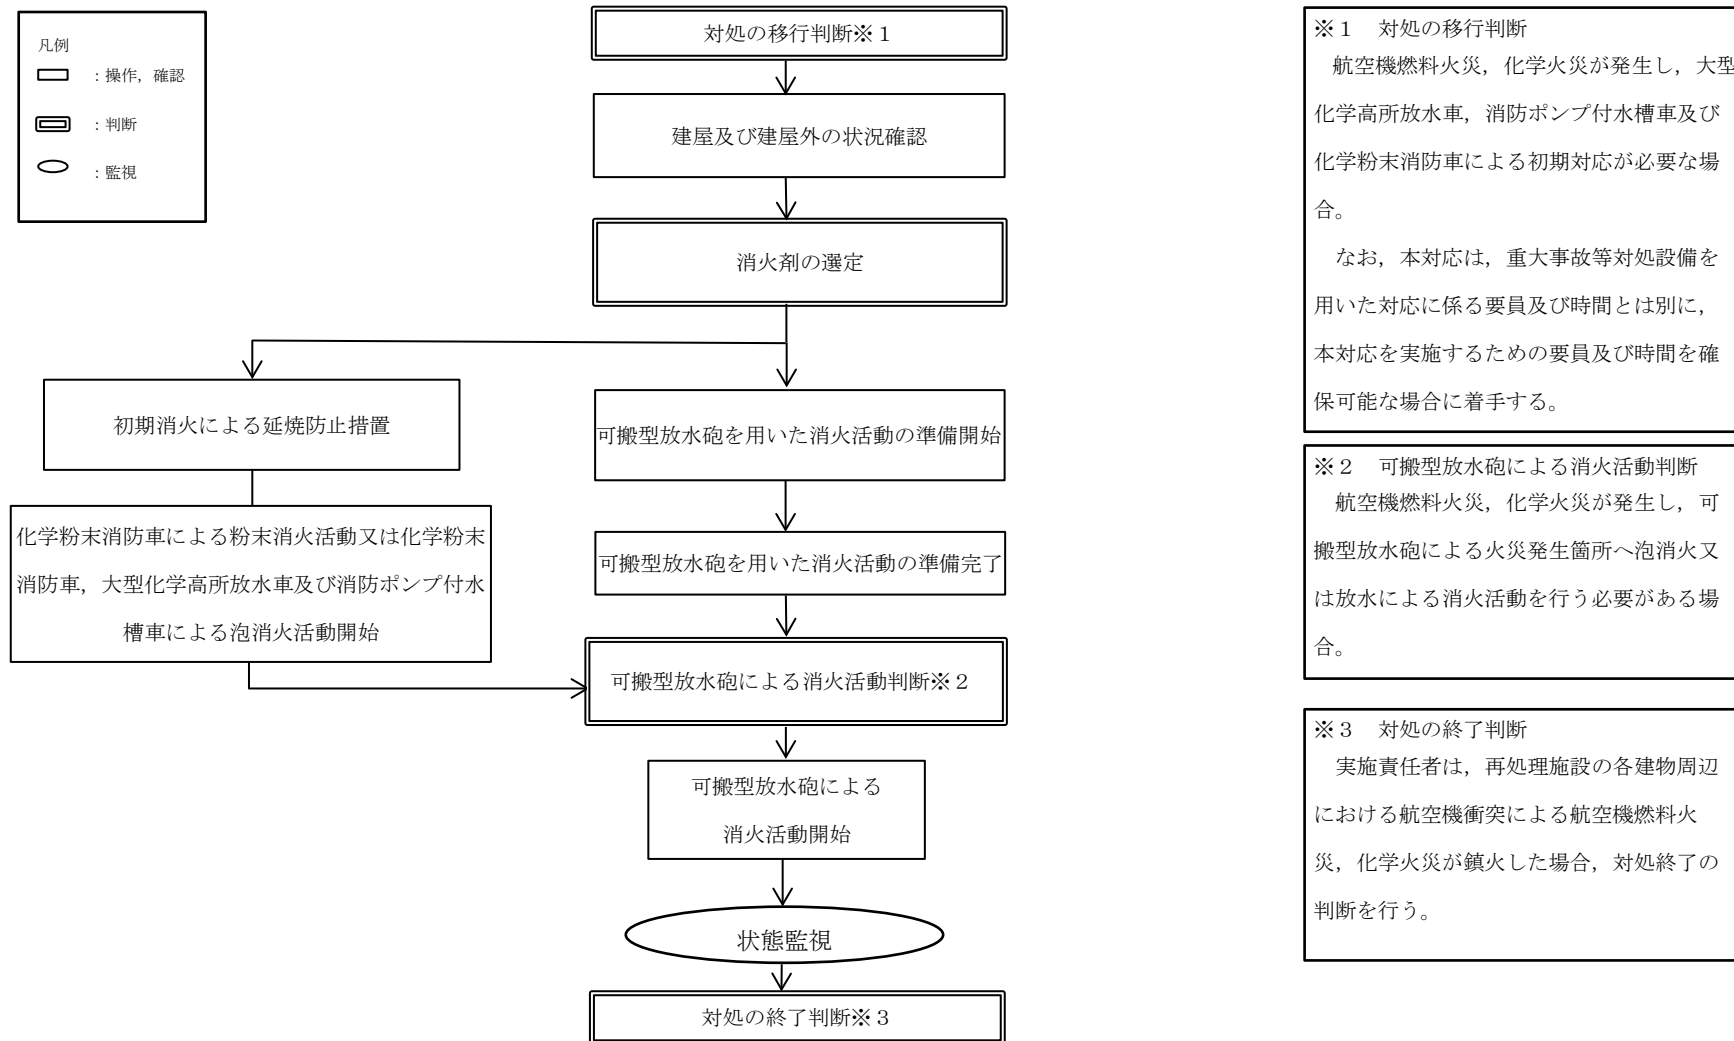 凡例
：操作，確認
：判断
：監視
対処の移行判断※１
建屋及び建屋外の状況確認
消火剤の選定
初期消火による延焼防止措置
化学粉末消防車による粉末消火活動又は化学粉末
消防車，大型化学高所放水車及び消防ポンプ付水
槽車による泡消火活動開始
可搬型放水砲を用いた消火活動の準備開始
可搬型放水砲を用いた消火活動の準備完了
可搬型放水砲による消火活動判断※２
可搬型放水砲による
消火活動開始
状態監視
対処の終了判断※３
※１　対処の移行判断
航空機燃料火災，化学火災が発生し，大型
化学高所放水車，消防ポンプ付水槽車及び
化学粉末消防車による初期対応が必要な場
合。
なお，本対応は，重大事故等対処設備を
用いた対応に係る要員及び時間とは別に，
本対応を実施するための要員及び時間を確
保可能な場合に着手する。
※２　可搬型放水砲による消火活動判断
航空機燃料火災，化学火災が発生し，可
搬型放水砲による火災発生箇所へ泡消火又
は放水による消火活動を行う必要がある場
合。
※３　対処の終了判断
実施責任者は，再処理施設の各建物周辺
における航空機衝突による航空機燃料火
災，化学火災が鎮火した場合，対処終了の
判断を行う。